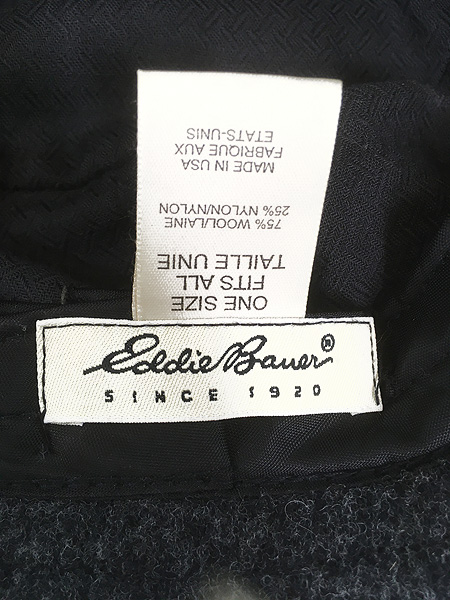 ONE SIZE
FITS ALL
TAILLE UNIE
75% WOOL/LAINE
25% NYLON/NYLON
MADE IN USA
FABRIQUE AUX
ETATS-UNIS
Eddie Bauer®
SINCE 1920